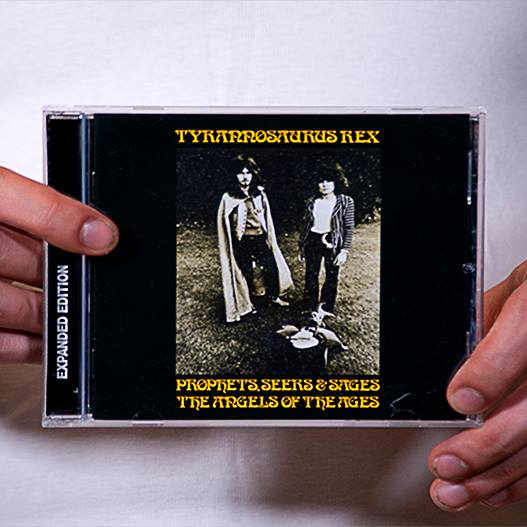 TYRANNOSAURUS REX
EXPANDED EDITION
PROPHETS, SEERS & SAGES
THE ANGELS OF THE AGES